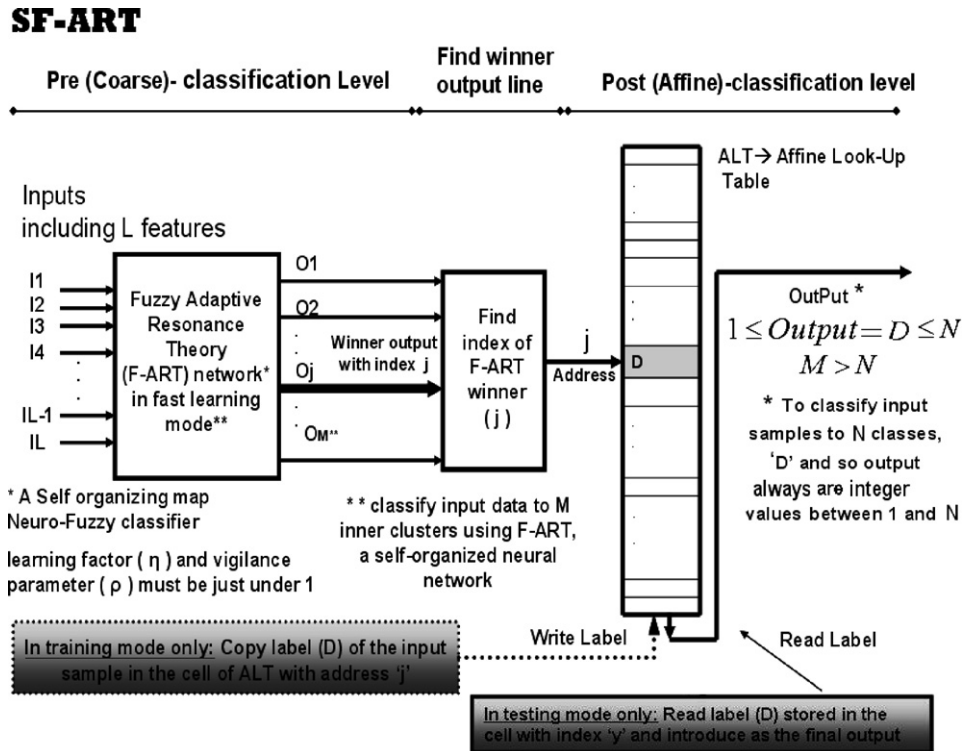 SF-ART
Pre (Coarse)- classification Level
Find winner
output line
Post (Affine)-classification level
ALT→ Affine Look-Up
Table
Inputs
including L features
I1
I2
I3
I4
IL-1
IL
Fuzzy Adaptive
Resonance
Theory
(F-ART) network*
in fast learning
mode**
O1
O2
Winner output
with index j
Oj
OM**
Find
index of
F-ART
winner
( j )
j
Address
D
OutPut *
1 ≤ Output = D ≤ N
M > N
* To classify input
samples to N classes,
‘D’ and so output
always are integer
values between 1 and N
* A Self organizing map
Neuro-Fuzzy classifier
learning factor ( η ) and vigilance
parameter ( ρ ) must be just under 1
* * classify input data to M
inner clusters using F-ART,
a self-organized neural
network
In training mode only: Copy label (D) of the input
sample in the cell of ALT with address ‘j’
Write Label
Read Label
In testing mode only: Read label (D) stored in the
cell with index ‘y’ and introduce as the final output